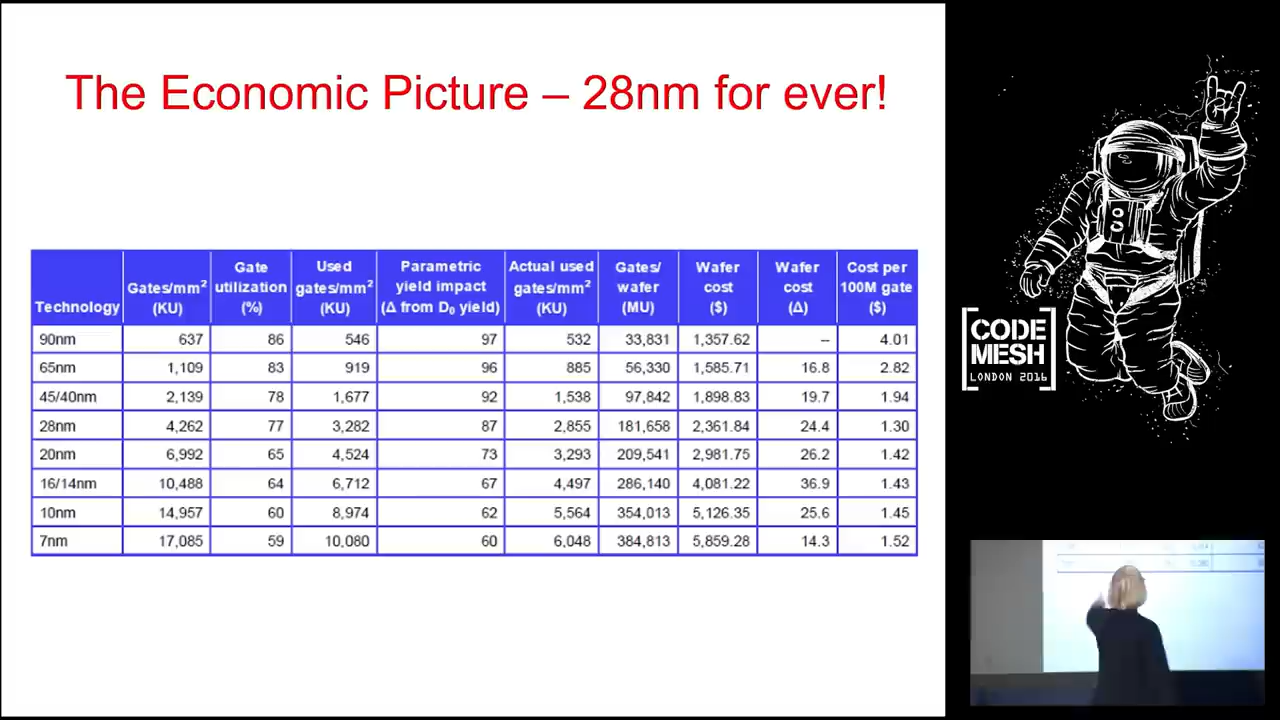 The Economic Picture – 28nm for ever!
Technology Gates/mm² (KU) Gate utilization (%) Used gates/mm² (KU) Parametric yield impact (Δ from D₀ yield) Actual used gates/mm² (KU) Gates/ wafer (MU) Wafer cost ($) Wafer cost (Δ) Cost per 100M gate ($)
90nm 637 86 546 97 532 33,831 1,357.62 – 4.01
65nm 1,109 83 919 96 885 56,330 1,585.71 16.8 2.82
45/40nm 2,139 78 1,677 92 1,538 97,842 1,898.83 19.7 1.94
28nm 4,262 77 3,282 87 2,855 181,658 2,361.84 24.4 1.30
20nm 6,992 65 4,524 73 3,293 209,541 2,981.75 26.2 1.42
16/14nm 10,488 64 6,712 67 4,497 286,140 4,081.22 36.9 1.43
10nm 14,957 60 8,974 62 5,564 354,013 5,126.35 25.6 1.45
7nm 17,085 59 10,080 60 6,048 384,813 5,859.28 14.3 1.52
CODE
MESH
LONDON 2016